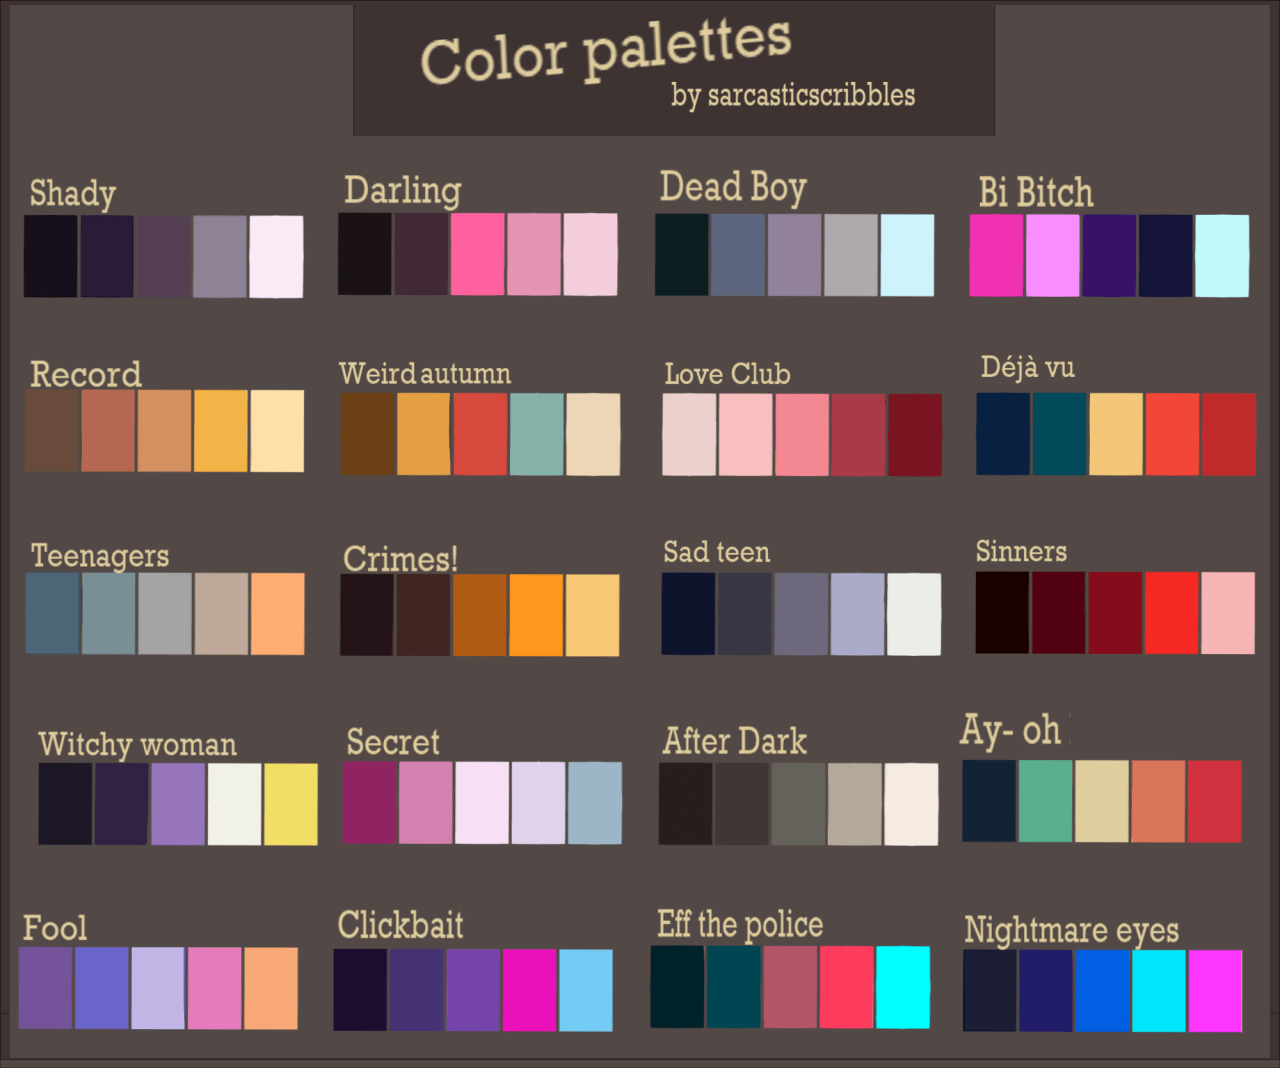 Color palettes
by sarcasticscribbles
Shady
Darling
Dead Boy
Bi Bitch
Record
Weird autumn
Love Club
Déjà vu
Teenagers
Crimes!
Sad teen
Sinners
Witchy woman
Secret
After Dark
Ay- oh
Fool
Clickbait
Eff the police
Nightmare eyes